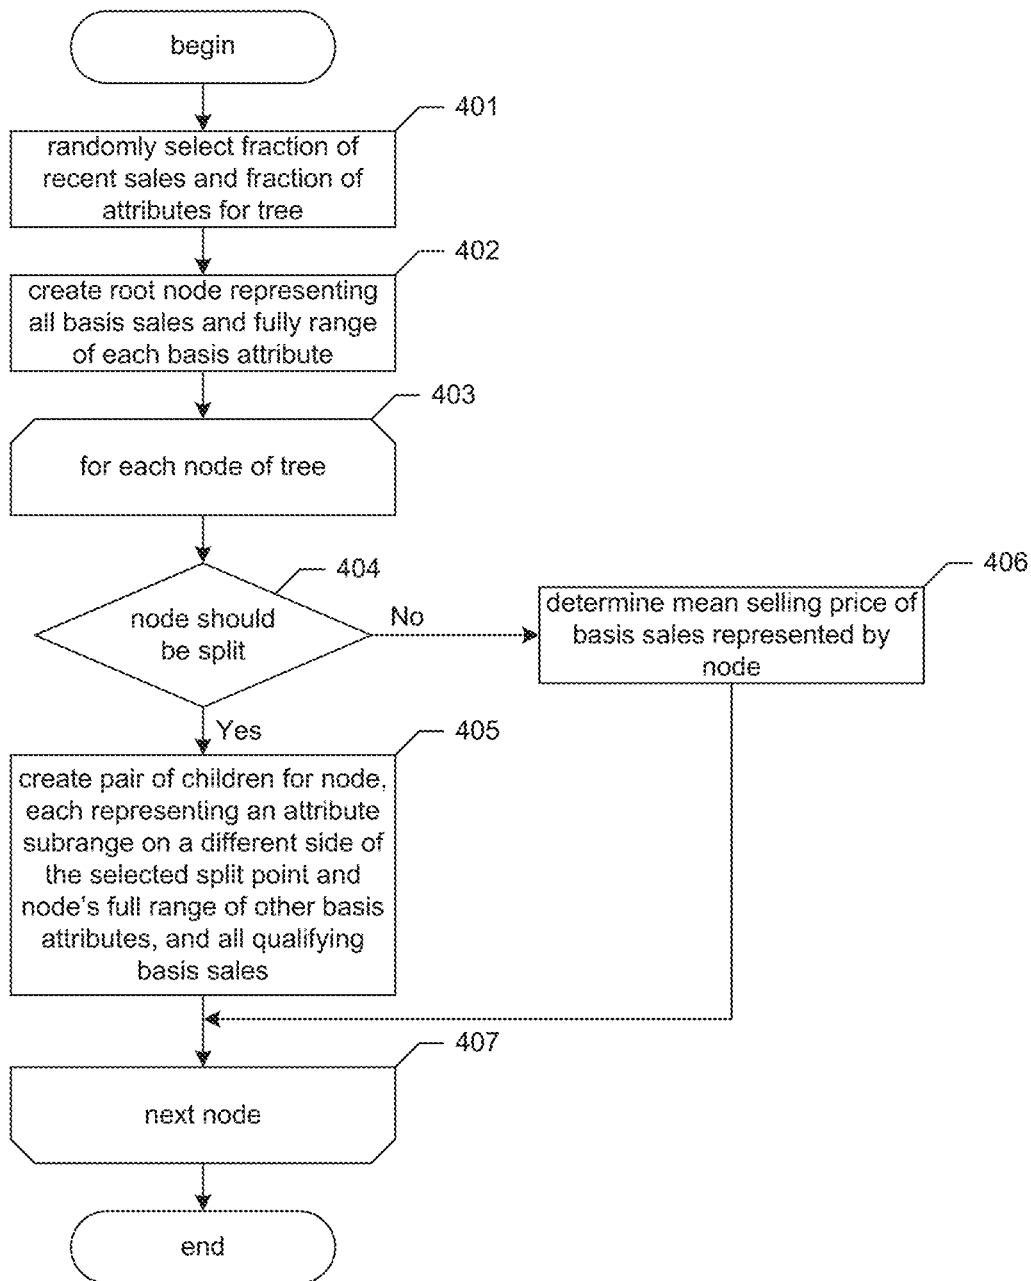 begin
401
randomly select fraction of
recent sales and fraction of
attributes for tree
402
create root node representing
all basis sales and fully range
of each basis attribute
403
for each node of tree
404
node should
be split
No
406
determine mean selling price of
basis sales represented by
node
Yes
405
create pair of children for node,
each representing an attribute
subrange on a different side of
the selected split point and
node's full range of other basis
attributes, and all qualifying
basis sales
407
next node
end